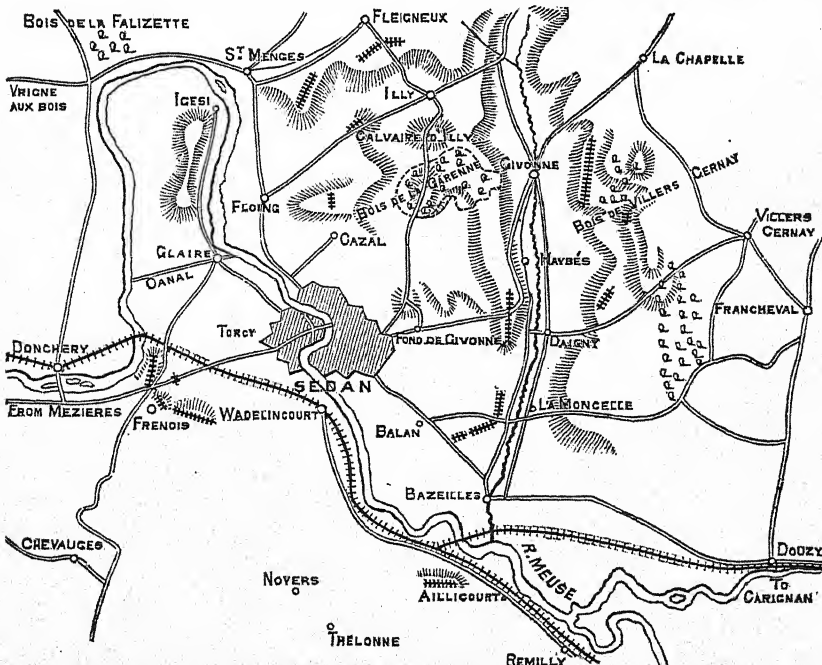 BOIS DE LA FALIZETTE
FLEIGNEUX
ST MENGES
LA CHAPELLE
VRIGNE
AUX BOIS
IGESI
ILLY
CALVAIRE D'ILLY
GIVONNE
BOIS DE LA GARENNE
CERNAY
BOIS DE VILLERS
FLOING
VILLERS
CERNAY
CAZAL
GLAIRE
HAYBÉS
CANAL
FRANCHEVAL
TORCY
DONCHERY
FOND DE GIVONNE
DAIGNY
SEDAN
FROM MEZIERES
WADELINCOURT
LA MONCELLE
FRENOIS
BALAN
BAZEILLES
CHEVAUGES
DOUZY
R. MEUSE
NOYERS
AILLICOURT
TO
CARIGNAN
THÉLONNE
REMILLY